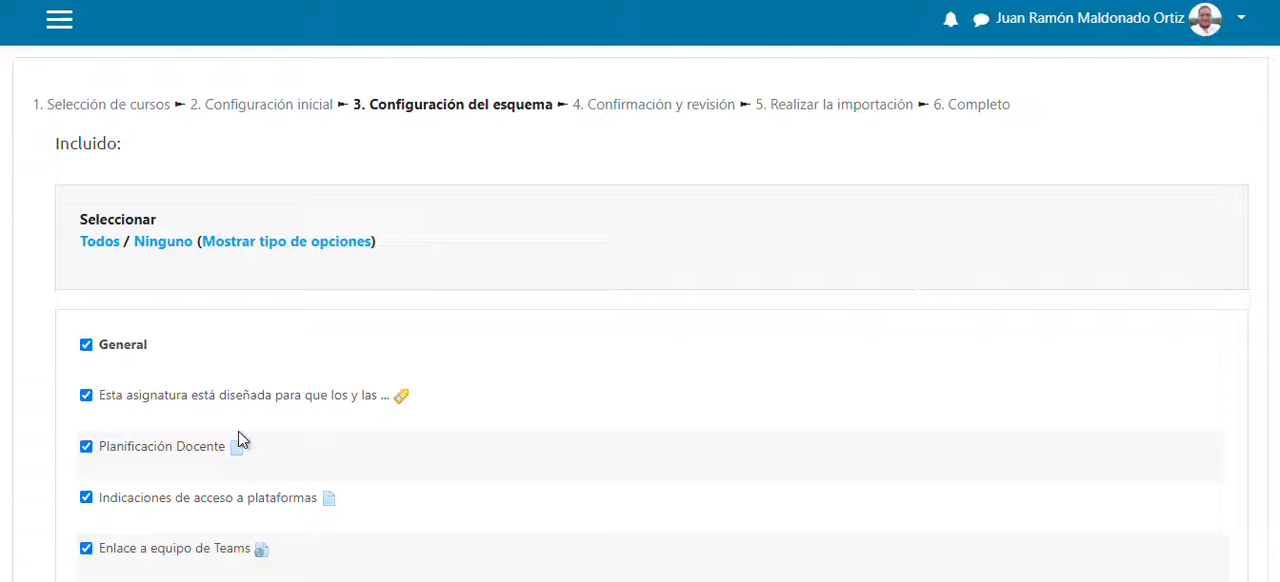 Juan Ramón Maldonado Ortiz
1. Selección de cursos ► 2. Configuración inicial ► 3. Configuración del esquema ► 4. Confirmación y revisión ► 5. Realizar la importación ► 6. Completo
Incluido:
Seleccionar
Todos / Ninguno (Mostrar tipo de opciones)
General
Esta asignatura está diseñada para que los y las ...
Planificación Docente
Indicaciones de acceso a plataformas
Enlace a equipo de Teams